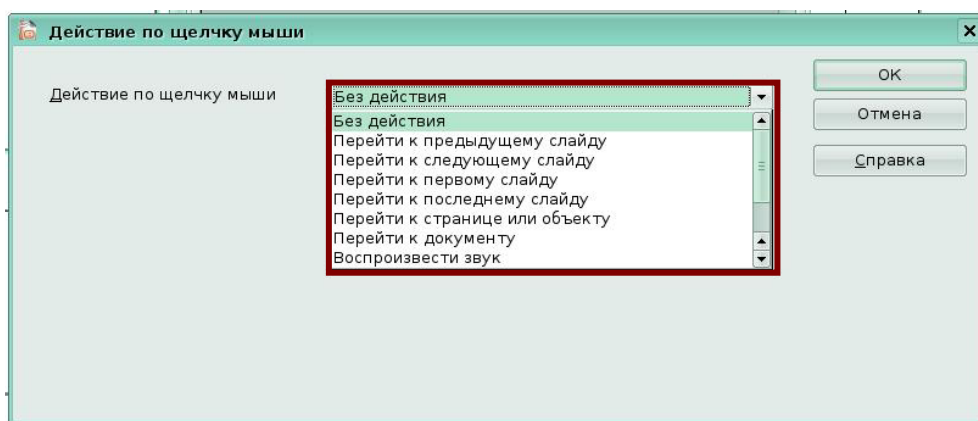 Действие по щелчку мыши
Действие по щелчку мыши
Без действия
Без действия
Перейти к предыдущему слайду
Перейти к следующему слайду
Перейти к первому слайду
Перейти к последнему слайду
Перейти к странице или объекту
Перейти к документу
Воспроизвести звук
ОК
Отмена
Справка